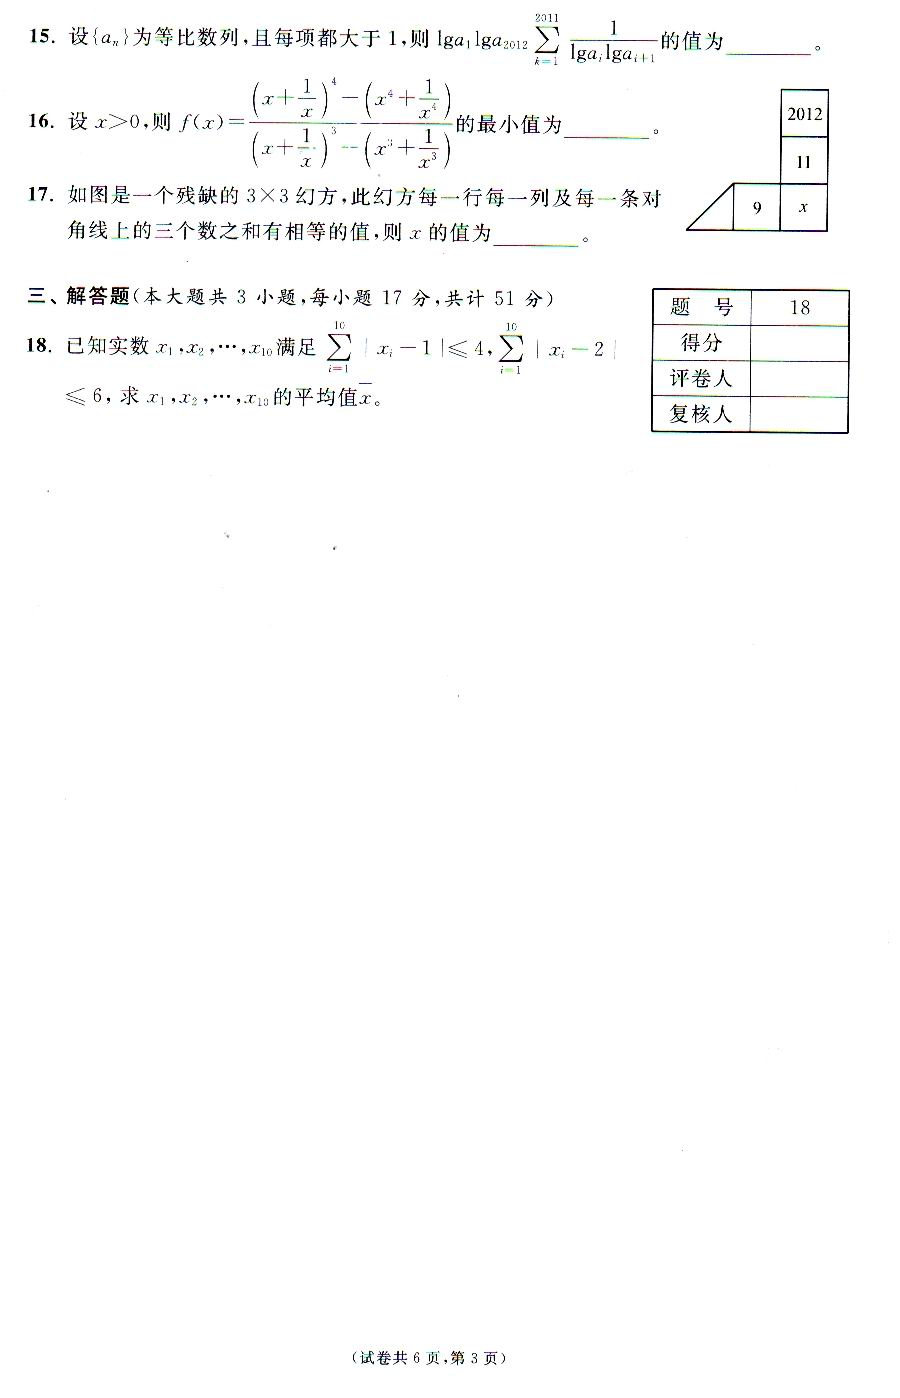 15. 设{aₙ}为等比数列,且每项都大于 1,则 lga₁lga₂₀₁₂ ∑_{k=1}^{2011} 1/(lgaᵢlgaᵢ₊₁) 的值为________。
16. 设 x>0,则 f(x)=((x+1/x)⁴-(x⁴+1/x⁴))/((x+1/x)³-(x³+1/x³)) 的最小值为________。
17. 如图是一个残缺的 3×3 幻方,此幻方每一行每一列及每一条对
角线上的三个数之和有相等的值,则 x 的值为________。
2012
11
9 x
三、解答题(本大题共 3 小题,每小题 17 分,共计 51 分)
18. 已知实数 x₁,x₂,…,x₁₀满足 ∑_{i=1}^{10} |xᵢ-1|≤4, ∑_{i=1}^{10} |xᵢ-2|
≤6, 求 x₁,x₂,…,x₁₀的平均值x̄。
题 号 18
得分
评卷人
复核人
(试卷共 6 页,第 3 页)